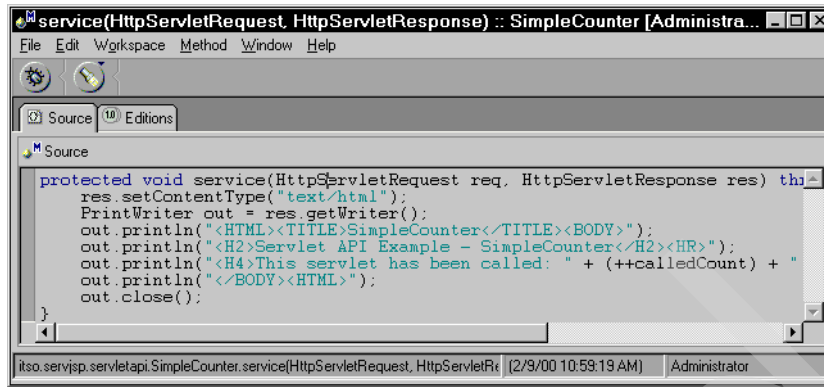 service(HttpServletRequest, HttpServletResponse) :: SimpleCounter [Administra...
File Edit Workspace Method Window Help
Source Editions
Source
protected void service(HttpServletRequest req, HttpServletResponse res) thr
res.setContentType("text/html");
PrintWriter out = res.getWriter();
out.println("<HTML><TITLE>SimpleCounter</TITLE><BODY>");
out.println("<H2>Servlet API Example - SimpleCounter</H2><HR>");
out.println("<H4>This servlet has been called: " + (++calledCount) + "
out.println("</BODY><HTML>");
out.close();
}
itso.servjsp.servletapi.SimpleCounter.service(HttpServletRequest, HttpServletRe (2/9/00 10:59:19 AM) Administrator